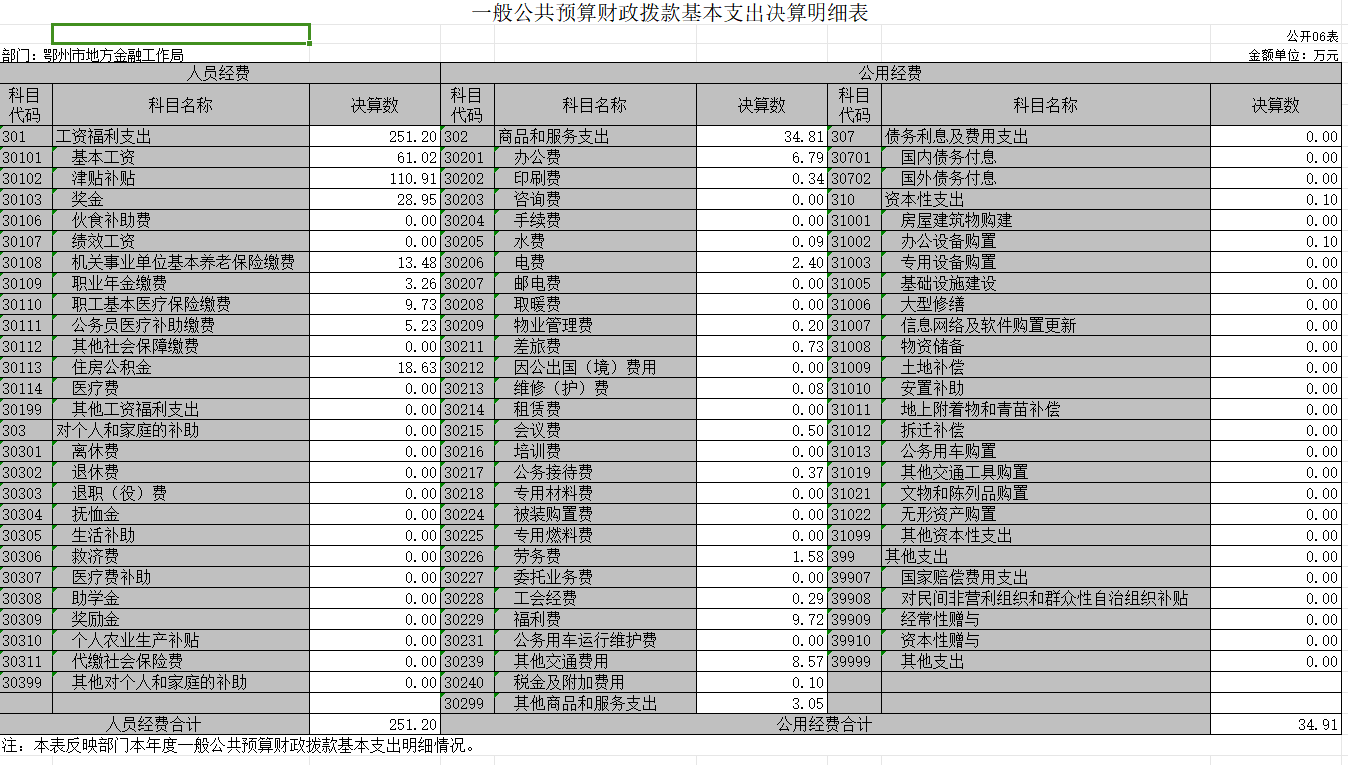 一般公共预算财政拨款基本支出决算明细表
公开06表
部门：鄂州市地方金融工作局 金额单位：万元
人员经费 公用经费
科目代码 科目名称 决算数 科目代码 科目名称 决算数 科目代码 科目名称 决算数
301 工资福利支出 251.20 302 商品和服务支出 34.81 307 债务利息及费用支出 0.00
30101 基本工资 61.02 30201 办公费 6.79 30701 国内债务付息 0.00
30102 津贴补贴 110.91 30202 印刷费 0.34 30702 国外债务付息 0.00
30103 奖金 28.95 30203 咨询费 0.00 310 资本性支出 0.10
30106 伙食补助费 0.00 30204 手续费 0.00 31001 房屋建筑物购建 0.00
30107 绩效工资 0.00 30205 水费 0.09 31002 办公设备购置 0.10
30108 机关事业单位基本养老保险缴费 13.48 30206 电费 2.40 31003 专用设备购置 0.00
30109 职业年金缴费 3.26 30207 邮电费 0.00 31005 基础设施建设 0.00
30110 职工基本医疗保险缴费 9.73 30208 取暖费 0.00 31006 大型修缮 0.00
30111 公务员医疗补助缴费 5.23 30209 物业管理费 0.20 31007 信息网络及软件购置更新 0.00
30112 其他社会保障缴费 0.00 30211 差旅费 0.73 31008 物资储备 0.00
30113 住房公积金 18.63 30212 因公出国（境）费用 0.00 31009 土地补偿 0.00
30114 医疗费 0.00 30213 维修（护）费 0.08 31010 安置补助 0.00
30199 其他工资福利支出 0.00 30214 租赁费 0.00 31011 地上附着物和青苗补偿 0.00
303 对个人和家庭的补助 0.00 30215 会议费 0.50 31012 拆迁补偿 0.00
30301 离休费 0.00 30216 培训费 0.00 31013 公务用车购置 0.00
30302 退休费 0.00 30217 公务接待费 0.37 31019 其他交通工具购置 0.00
30303 退职（役）费 0.00 30218 专用材料费 0.00 31021 文物和陈列品购置 0.00
30304 抚恤金 0.00 30224 被装购置费 0.00 31022 无形资产购置 0.00
30305 生活补助 0.00 30225 专用燃料费 0.00 31099 其他资本性支出 0.00
30306 救济费 0.00 30226 劳务费 1.58 399 其他支出 0.00
30307 医疗费补助 0.00 30227 委托业务费 0.00 39907 国家赔偿费用支出 0.00
30308 助学金 0.00 30228 工会经费 0.29 39908 对民间非营利组织和群众性自治组织补贴 0.00
30309 奖励金 0.00 30229 福利费 9.72 39909 经常性赠与 0.00
30310 个人农业生产补贴 0.00 30231 公务用车运行维护费 0.00 39910 资本性赠与 0.00
30311 代缴社会保险费 0.00 30239 其他交通费用 8.57 39999 其他支出 0.00
30399 其他对个人和家庭的补助 0.00 30240 税金及附加费用 0.10
30299 其他商品和服务支出 3.05
人员经费合计 251.20 公用经费合计 34.91
注：本表反映部门本年度一般公共预算财政拨款基本支出明细情况。